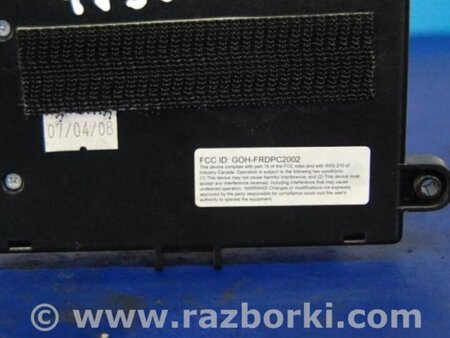 07/04/08
FCC ID: GOH-FRDPC2002
This device complies with part 15 of the FCC rules and with RSS-210 of
Industry Canada. Operation is subject to the following two conditions:
(1) This device may not cause harmful interference, and (2) This device must
accept any interference received, including interference that may cause
undesired operation. WARNING! Changes or modifications not expressly
approved by the party responsible for compliance could void the user's
authority to operate the equipment.
www.razborki.com